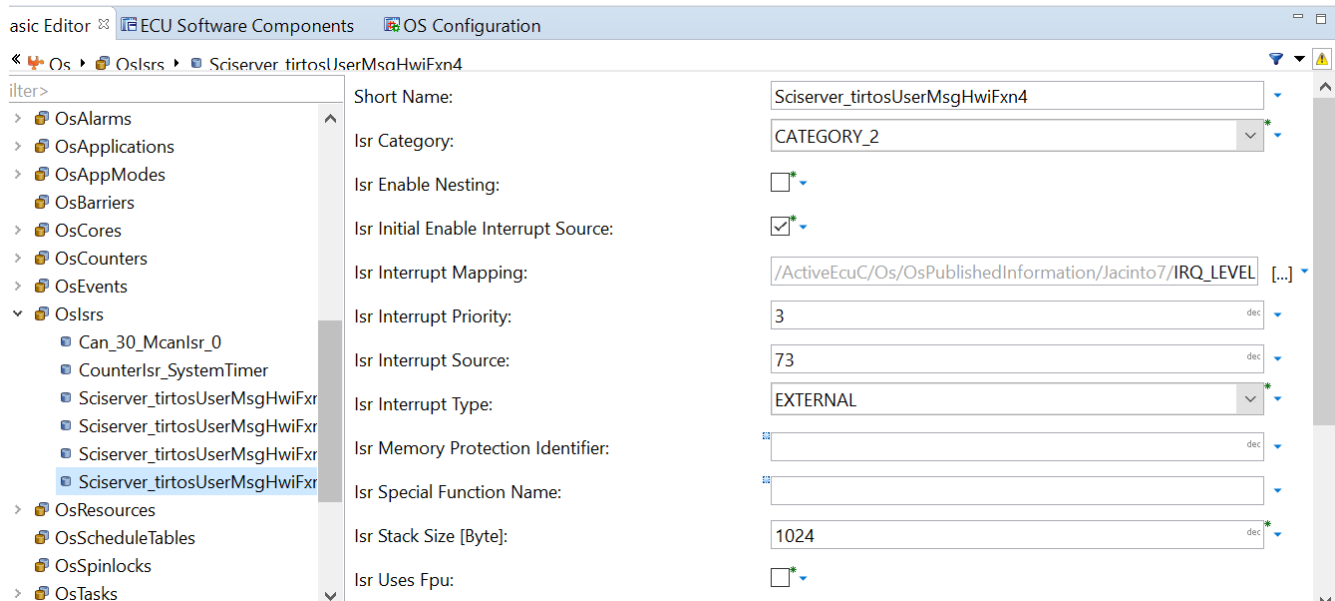 asic Editor ECU Software Components OS Configuration
Os OsIsrs Sciserver_tirtosUserMsgHwiFxn4
ilter>
OsAlarms
OsApplications
OsAppModes
OsBarriers
OsCores
OsCounters
OsEvents
OsIsrs
Can_30_McanIsr_0
CounterIsr_SystemTimer
Sciserver_tirtosUserMsgHwiFxr
Sciserver_tirtosUserMsgHwiFxr
Sciserver_tirtosUserMsgHwiFxr
Sciserver_tirtosUserMsgHwiFxr
OsResources
OsScheduleTables
OsSpinlocks
OsTasks
Short Name: Sciserver_tirtosUserMsgHwiFxn4
Isr Category: CATEGORY_2
Isr Enable Nesting:
Isr Initial Enable Interrupt Source:
Isr Interrupt Mapping: /ActiveEcuC/Os/OsPublishedInformation/Jacinto7/IRQ_LEVEL [...]
Isr Interrupt Priority: 3 dec
Isr Interrupt Source: 73 dec
Isr Interrupt Type: EXTERNAL
Isr Memory Protection Identifier: dec
Isr Special Function Name:
Isr Stack Size [Byte]: 1024 dec
Isr Uses Fpu: